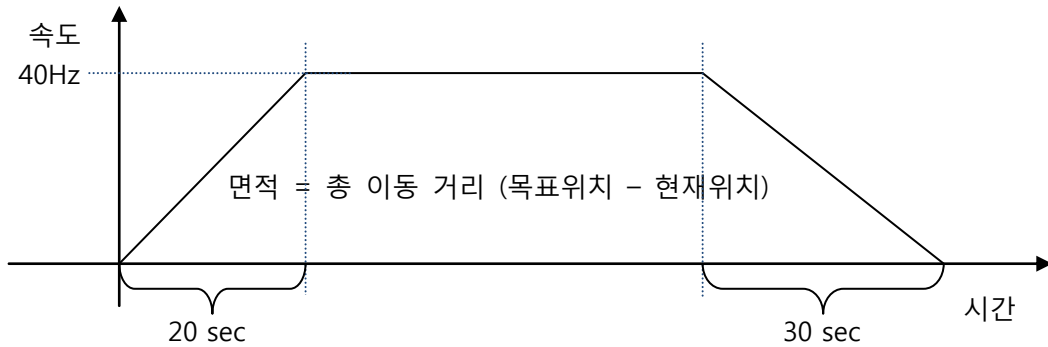 속도
40Hz
면적 = 총 이동 거리 (목표위치 – 현재위치)
시간
20 sec
30 sec